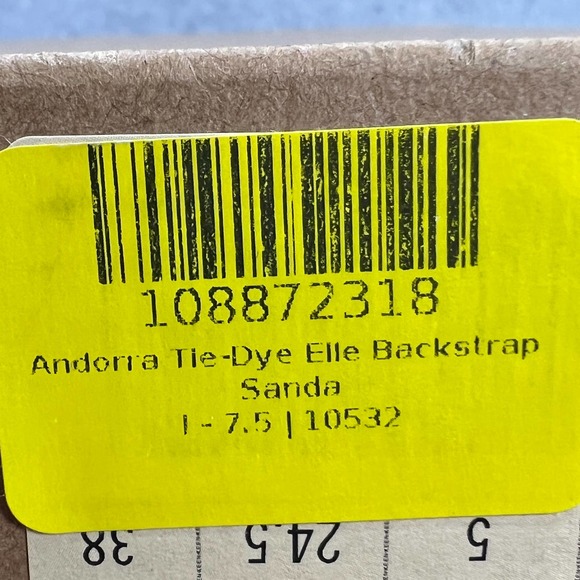 108872318
Andorra Tie-Dye Elle Backstrap
Sanda
l - 7.5 | 10532
38 24.5 5